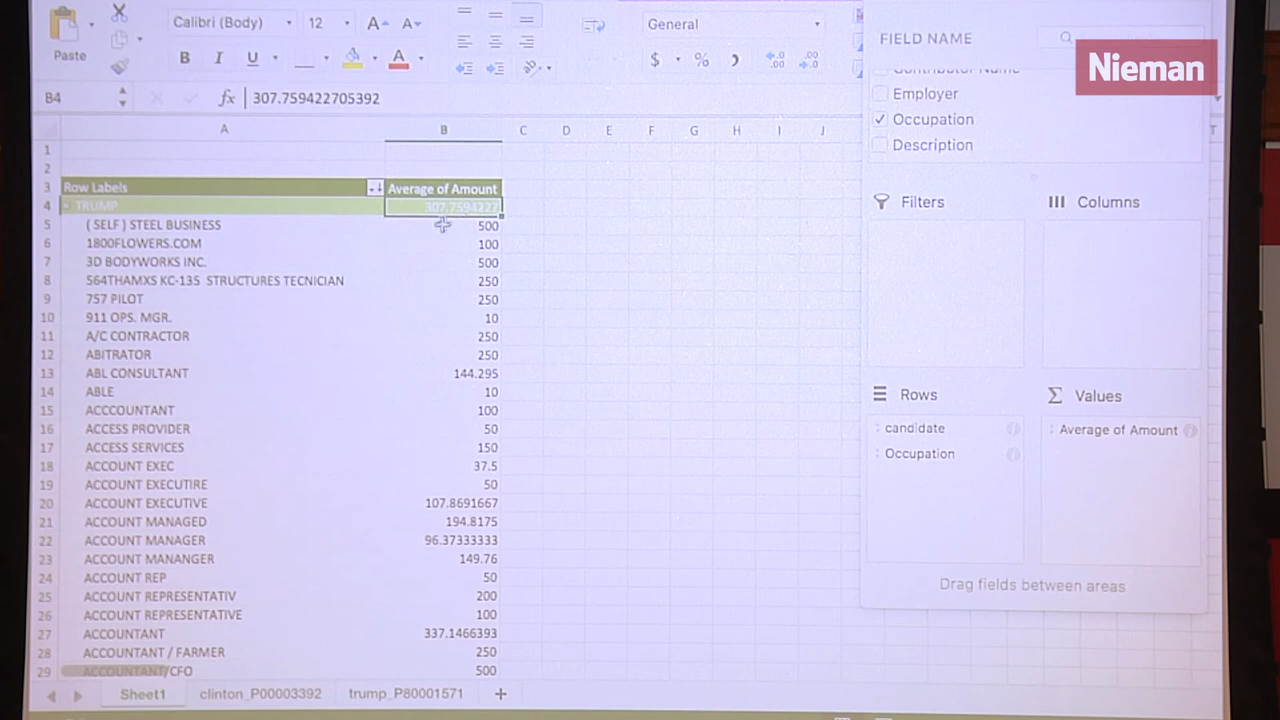 Calibri (Body) 12 A A General
Paste B I U A $ % )
B4 fx 307.759422705392
A B C D E F G H I J
1
2
3 Row Labels Average of Amount
4 TRUMP 307.7594227
5 ( SELF ) STEEL BUSINESS 500
6 1800FLOWERS.COM 100
7 3D BODYWORKS INC. 500
8 564THAMXS KC-135 STRUCTURES TECNICIAN 250
9 757 PILOT 250
10 911 OPS. MGR. 10
11 A/C CONTRACTOR 250
12 ABITRATOR 250
13 ABL CONSULTANT 144.295
14 ABLE 10
15 ACCCOUNTANT 100
16 ACCESS PROVIDER 50
17 ACCESS SERVICES 150
18 ACCOUNT EXEC 37.5
19 ACCOUNT EXECUTIRE 50
20 ACCOUNT EXECUTIVE 107.8691667
21 ACCOUNT MANAGED 194.8175
22 ACCOUNT MANAGER 96.37333333
23 ACCOUNT MANANGER 149.76
24 ACCOUNT REP 50
25 ACCOUNT REPRESENTATIV 200
26 ACCOUNT REPRESENTATIVE 100
27 ACCOUNTANT 337.1466393
28 ACCOUNTANT / FARMER 250
29 ACCOUNTANT/CFO 500
Sheet1 clinton_P00003392 trump_P80001571 +
FIELD NAME
Nieman
Contributor Name
Employer
Occupation
Description
Filters Columns
Rows Σ Values
candidate Average of Amount
Occupation
Drag fields between areas